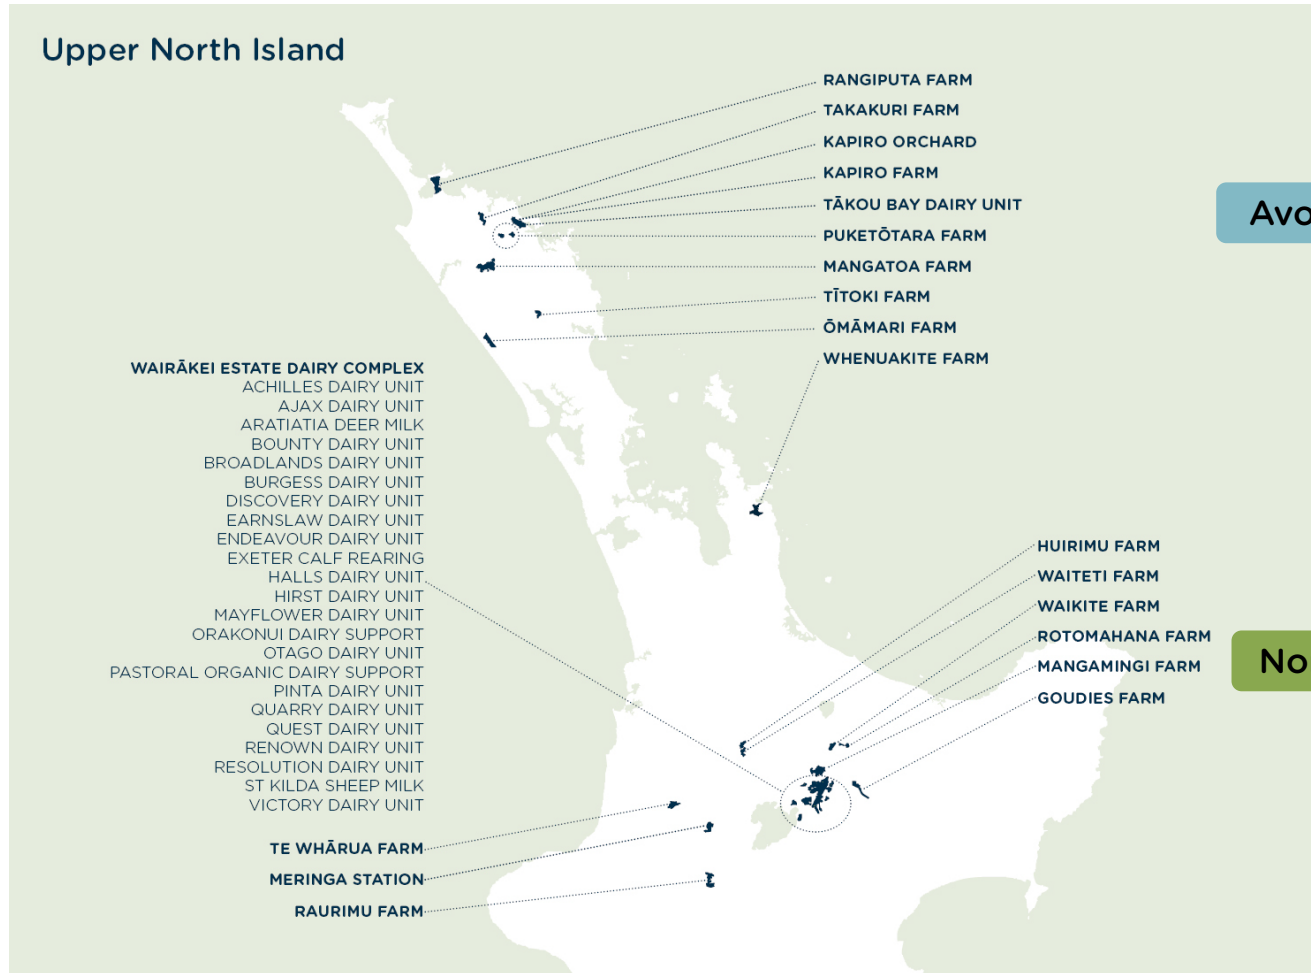 Upper North Island
RANGIPUTA FARM
TAKAKURI FARM
KAPIRO ORCHARD
KAPIRO FARM
TĀKOU BAY DAIRY UNIT
PUKETŌTARA FARM
MANGATOA FARM
TĪTOKI FARM
ŌMĀMARI FARM
WHENUAKITE FARM
Avo
WAIRĀKEI ESTATE DAIRY COMPLEX
ACHILLES DAIRY UNIT
AJAX DAIRY UNIT
ARATIATIA DEER MILK
BOUNTY DAIRY UNIT
BROADLANDS DAIRY UNIT
BURGESS DAIRY UNIT
DISCOVERY DAIRY UNIT
EARNSLAW DAIRY UNIT
ENDEAVOUR DAIRY UNIT
EXETER CALF REARING
HALLS DAIRY UNIT
HIRST DAIRY UNIT
MAYFLOWER DAIRY UNIT
ORAKONUI DAIRY SUPPORT
OTAGO DAIRY UNIT
PASTORAL ORGANIC DAIRY SUPPORT
PINTA DAIRY UNIT
QUARRY DAIRY UNIT
QUEST DAIRY UNIT
RENOWN DAIRY UNIT
RESOLUTION DAIRY UNIT
ST KILDA SHEEP MILK
VICTORY DAIRY UNIT
TE WHĀRUA FARM
MERINGA STATION
RAURIMU FARM
HUIRIMU FARM
WAITETI FARM
WAIKITE FARM
ROTOMAHANA FARM
MANGAMINGI FARM
GOUDIES FARM
No